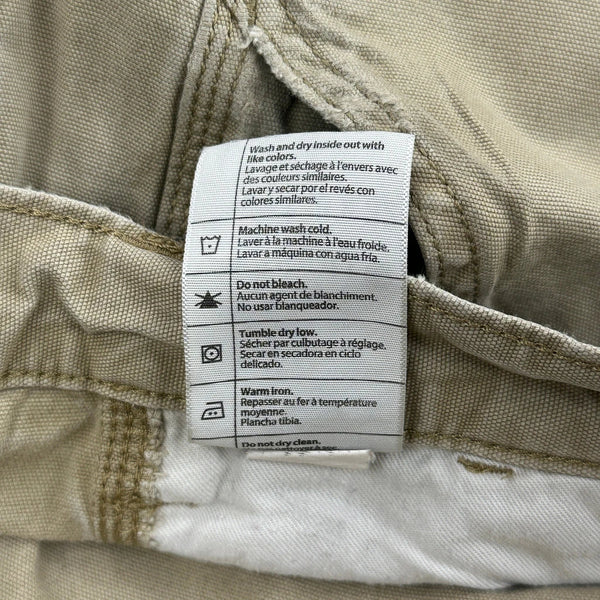 Wash and dry inside out with
like colors.
Lavage et séchage à l'envers avec
des couleurs similaires.
Lavar y secar por el revés con
colores similares.
Machine wash cold.
Laver à la machine à l'eau froide.
Lavar a máquina con agua fría.
Do not bleach.
Aucun agent de blanchiment.
No usar blanqueador.
Tumble dry low.
Sécher par culbutage à réglage.
Secar en secadora en ciclo
delicado.
Warm iron.
Repasser au fer à température
moyenne.
Plancha tibia.
Do not dry clean.